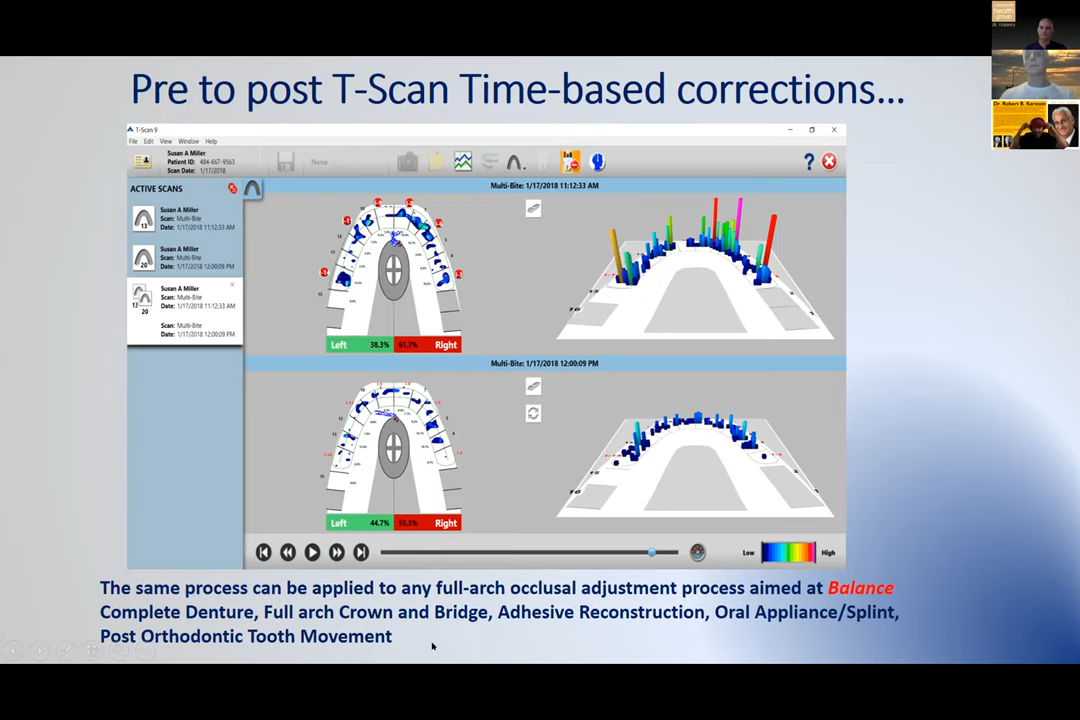 Pre to post T-Scan Time-based corrections...
T-Scan 9
File Edit View Window Help
Susan A Miller
Patient ID: 484-667-9563
Scan Date: 1/17/2018
None
ACTIVE SCANS
Multi-Bite: 1/17/2018 11:12:33 AM
Susan A Miller
Scan: Multi-Bite
Date: 1/17/2018 11:12:33 AM
13
Susan A Miller
Scan: Multi-Bite
Date: 1/17/2018 12:00:09 PM
20
Susan A Miller
Scan: Multi-Bite
Date: 1/17/2018 11:12:33 AM
13
20
Scan: Multi-Bite
Date: 1/17/2018 12:00:09 PM
Left 38.3% 61.7% Right
Multi-Bite: 1/17/2018 12:00:09 PM
Left 44.7% 55.3% Right
Low High
The same process can be applied to any full-arch occlusal adjustment process aimed at Balance
Complete Denture, Full arch Crown and Bridge, Adhesive Reconstruction, Oral Appliance/Splint,
Post Orthodontic Tooth Movement
health
group
Dr. Robert B. Kerstein